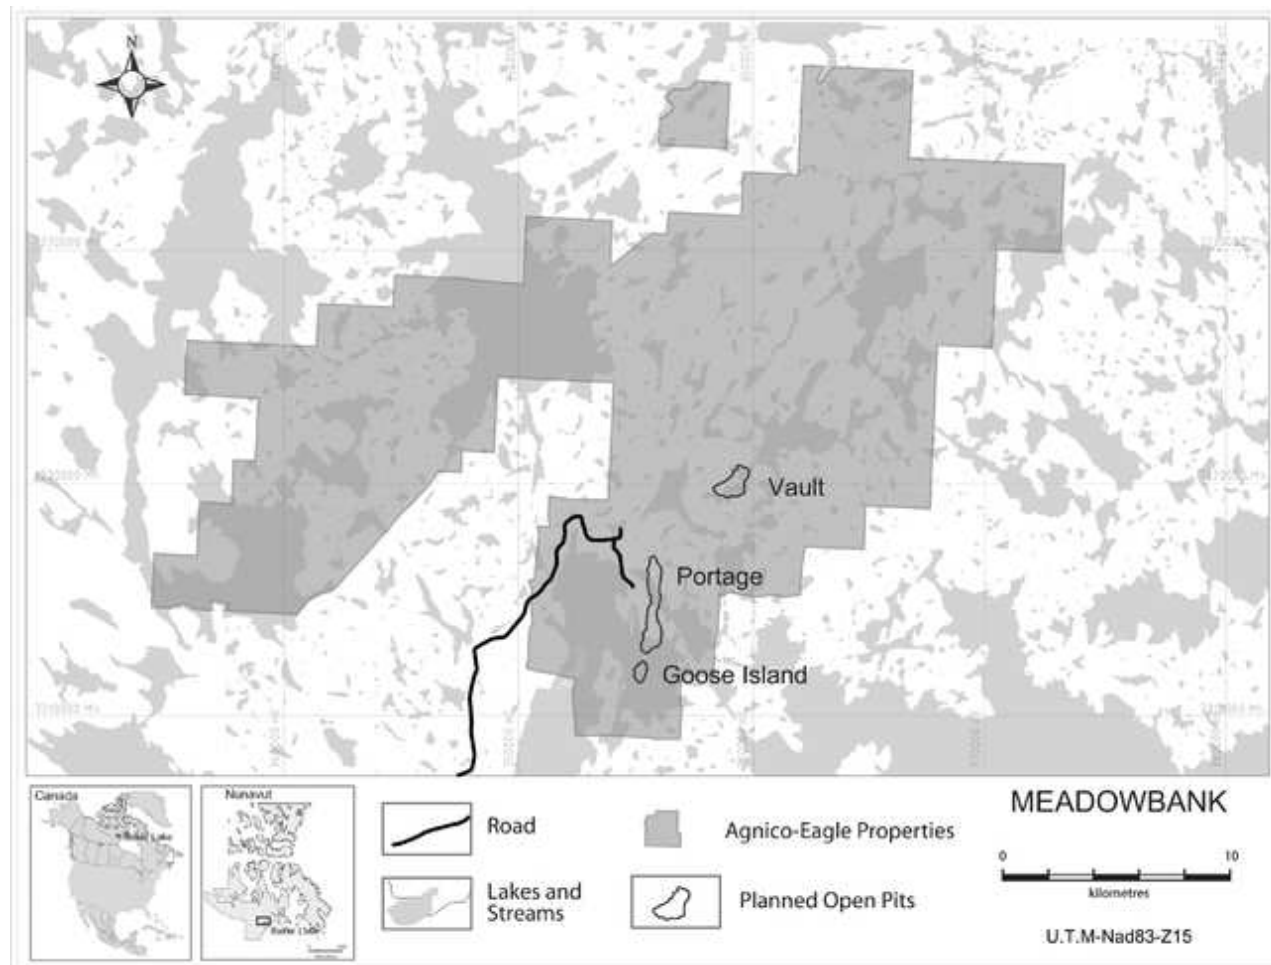 N
Vault
Portage
Goose Island
Canada
Nunavut
Road
Lakes and
Streams
Agnico-Eagle Properties
Planned Open Pits
MEADOWBANK
0 10
kilometres
U.T.M-Nad83-Z15